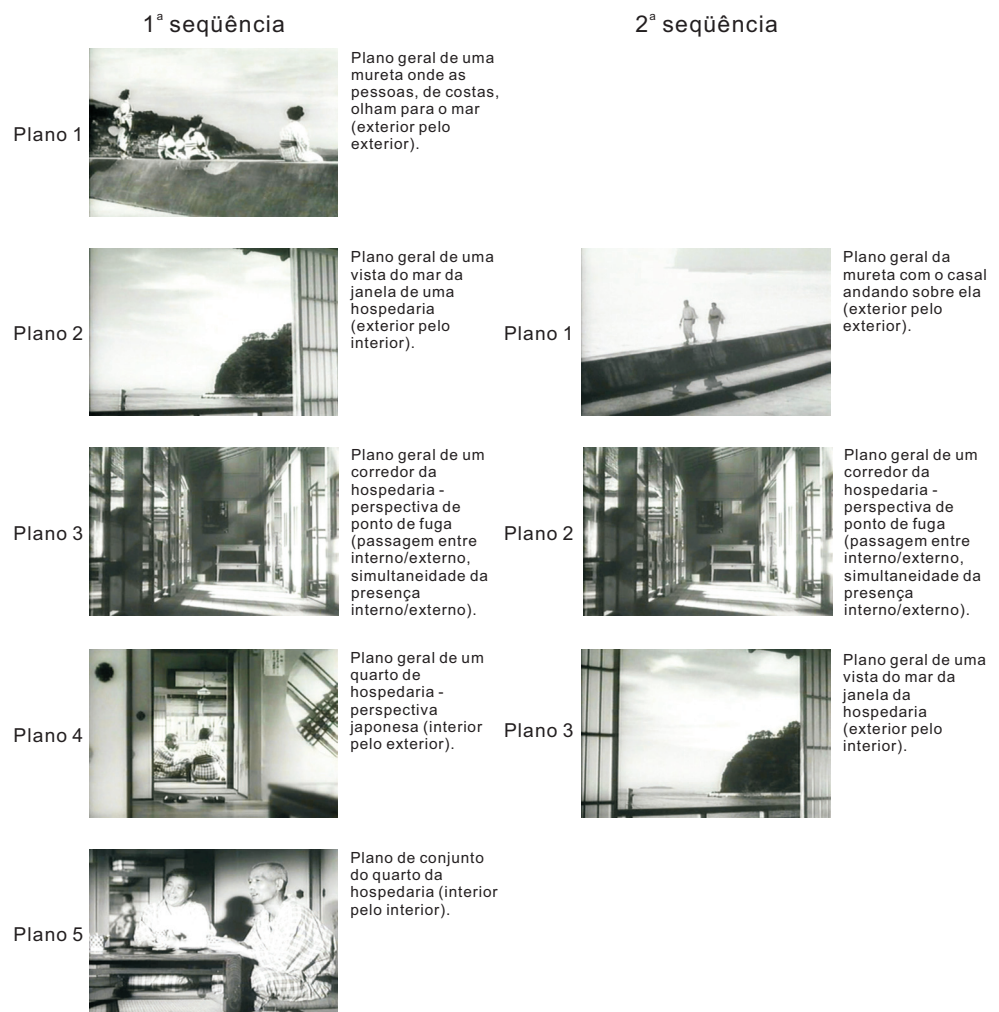 1ª seqüência
Plano 1
Plano geral de uma
mureta onde as
pessoas, de costas,
olham para o mar
(exterior pelo
exterior).
Plano 2
Plano geral de uma
vista do mar da
janela de uma
hospedaria
(exterior pelo
interior).
Plano 3
Plano geral de um
corredor da
hospedaria -
perspectiva de
ponto de fuga
(passagem entre
interno/externo,
simultaneidade da
presença
interno/externo).
Plano 4
Plano geral de um
quarto de
hospedaria -
perspectiva
japonesa (interior
pelo exterior).
Plano 5
Plano de conjunto
do quarto da
hospedaria (interior
pelo interior).
2ª seqüência
Plano 1
Plano geral da
mureta com o casal
andando sobre ela
(exterior pelo
exterior).
Plano 2
Plano geral de um
corredor da
hospedaria -
perspectiva de
ponto de fuga
(passagem entre
interno/externo,
simultaneidade da
presença
interno/externo).
Plano 3
Plano geral de uma
vista do mar da
janela da
hospedaria
(exterior pelo
interior).